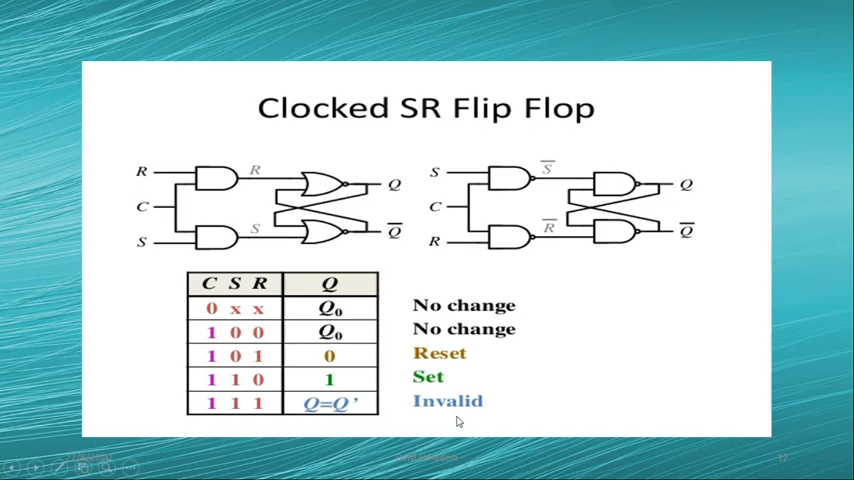 Clocked SR Flip Flop
R R Q S S Q
C C
S S Q R R Q
C S R Q
0 x x Q₀ No change
1 0 0 Q₀ No change
1 0 1 0 Reset
1 1 0 1 Set
1 1 1 Q=Q’ Invalid